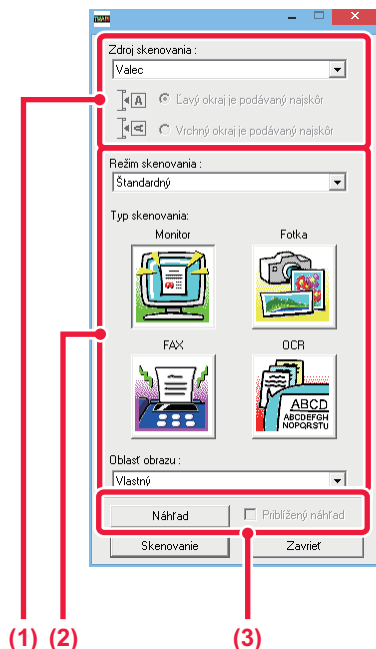 TWAIN
Zdroj skenovania :
Valec
A Ľavý okraj je podávaný najskôr
A Vrchný okraj je podávaný najskôr
Režim skenovania :
Štandardný
Typ skenovania:
Monitor Fotka
FAX OCR
ABCD
ABCDEFGH
NOPQRSTU
Oblasť obrazu :
Vlastný
Náhľad Priblížený náhľad
Skenovanie Zavrieť
(1) (2) (3)